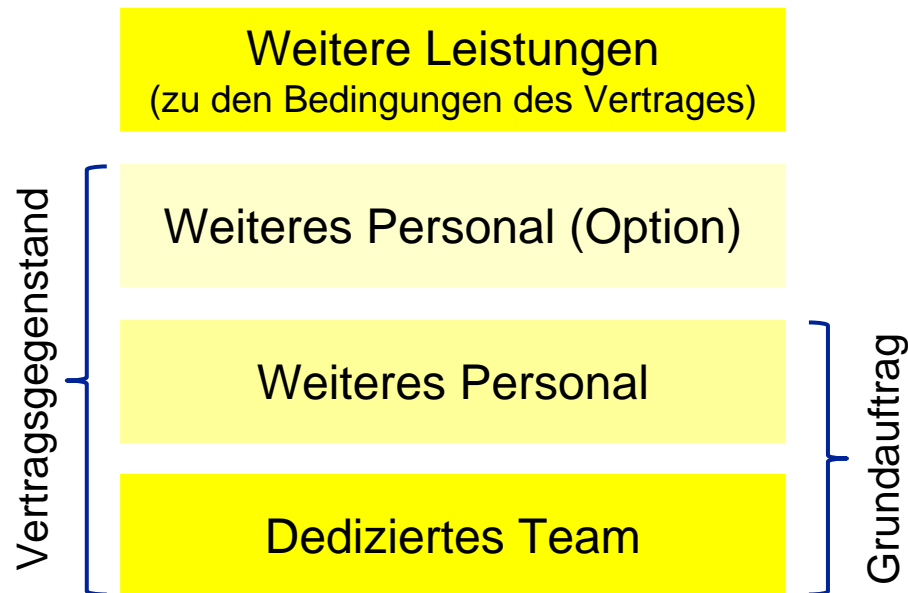 Weitere Leistungen
(zu den Bedingungen des Vertrages)
Vertragsgegenstand
Weiteres Personal (Option)
Weiteres Personal
Dediziertes Team
Grundauftrag